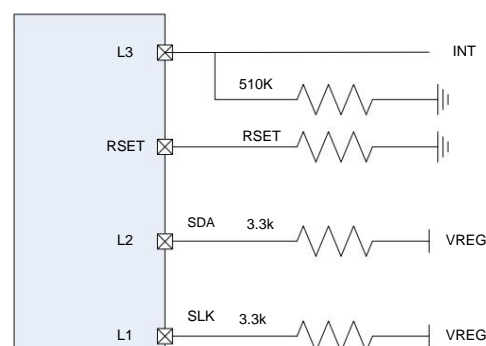 L3 INT
510K
RSET RSET
SDA 3.3k
L2 VREG
SLK 3.3k
L1 VREG